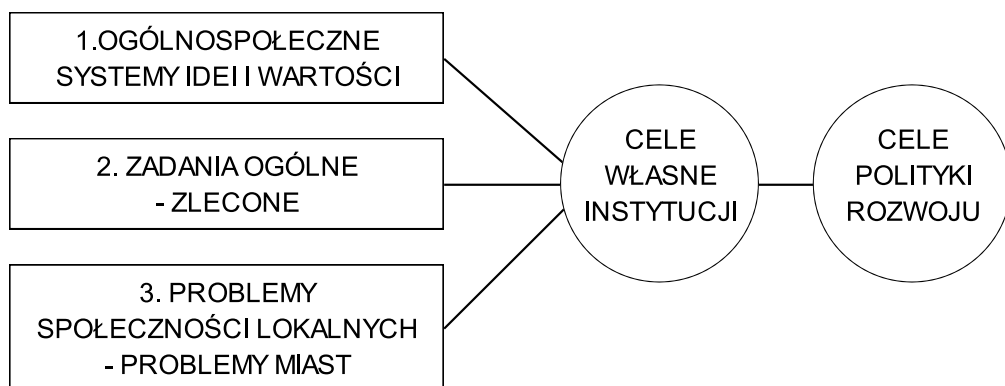 1.OGÓLNOSPOŁECZNE
SYSTEMY IDEI I WARTOŚCI
2. ZADANIA OGÓLNE
- ZLECONE
3. PROBLEMY
SPOŁECZNOŚCI LOKALNYCH
- PROBLEMY MIAST
CELE
WŁASNE
INSTYTUCJI
CELE
POLITYKI
ROZWOJU